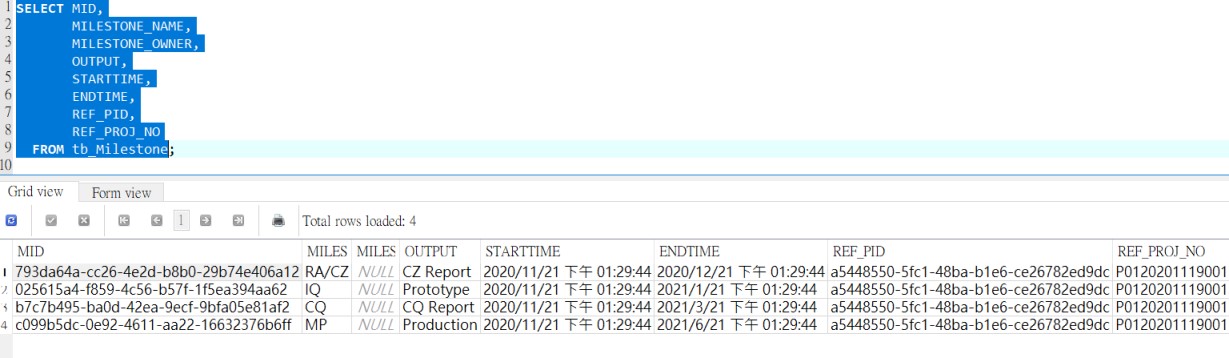 1 SELECT MID,
2 MILESTONE_NAME,
3 MILESTONE_OWNER,
4 OUTPUT,
5 STARTTIME,
6 ENDTIME,
7 REF_PID,
8 REF_PROJ_NO
9 FROM tb_Milestone;
10
Grid view Form view
1 Total rows loaded: 4
MID MILES MILES OUTPUT STARTTIME ENDTIME REF_PID REF_PROJ_NO
1 793da64a-cc26-4e2d-b8b0-29b74e406a12 RA/CZ NULL CZ Report 2020/11/21 下午 01:29:44 2020/12/21 下午 01:29:44 a5448550-5fc1-48ba-b1e6-ce26782ed9dc P0120201119001
2 025615a4-f859-4c56-b57f-1f5ea394aa62 IQ NULL Prototype 2020/11/21 下午 01:29:44 2021/1/21 下午 01:29:44 a5448550-5fc1-48ba-b1e6-ce26782ed9dc P0120201119001
3 b7c7b495-ba0d-42ea-9ecf-9bfa05e81af2 CQ NULL CQ Report 2020/11/21 下午 01:29:44 2021/3/21 下午 01:29:44 a5448550-5fc1-48ba-b1e6-ce26782ed9dc P0120201119001
4 c099b5dc-0e92-4611-aa22-16632376b6ff MP NULL Production 2020/11/21 下午 01:29:44 2021/6/21 下午 01:29:44 a5448550-5fc1-48ba-b1e6-ce26782ed9dc P0120201119001